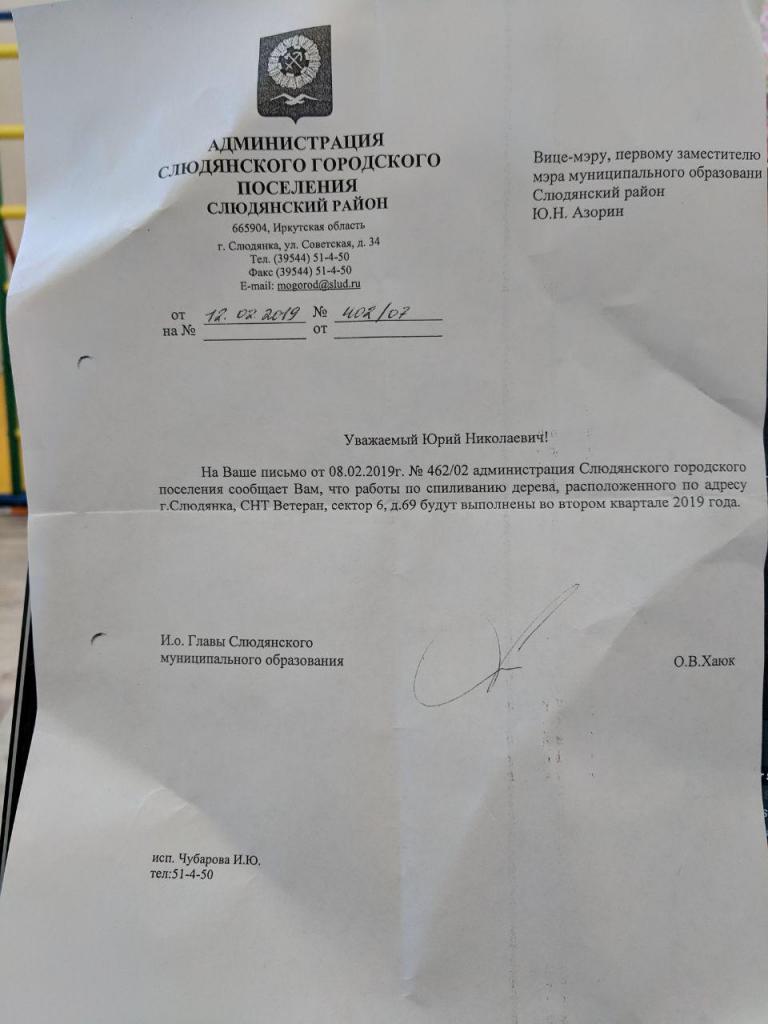 АДМИНИСТРАЦИЯ
СЛЮДЯНСКОГО ГОРОДСКОГО
ПОСЕЛЕНИЯ
СЛЮДЯНСКИЙ РАЙОН
665904, Иркутская область
г. Слюдянка, ул. Советская, д. 34
Тел. (39544) 51-4-50
Факс (39544) 51-4-50
E-mail: mogorod@slud.ru
от 12.02.2019 № 402/07
на № от
Вице-мэру, первому заместителю
мэра муниципального образовани
Слюдянский район
Ю.Н. Азорин
Уважаемый Юрий Николаевич!
На Ваше письмо от 08.02.2019г. № 462/02 администрация Слюдянского городского
поселения сообщает Вам, что работы по спиливанию дерева, расположенного по адресу
г.Слюдянка, СНТ Ветеран, сектор 6, д.69 будут выполнены во втором квартале 2019 года.
И.о. Главы Слюдянского
муниципального образования
О.В.Хаюк
исп. Чубарова И.Ю.
тел:51-4-50